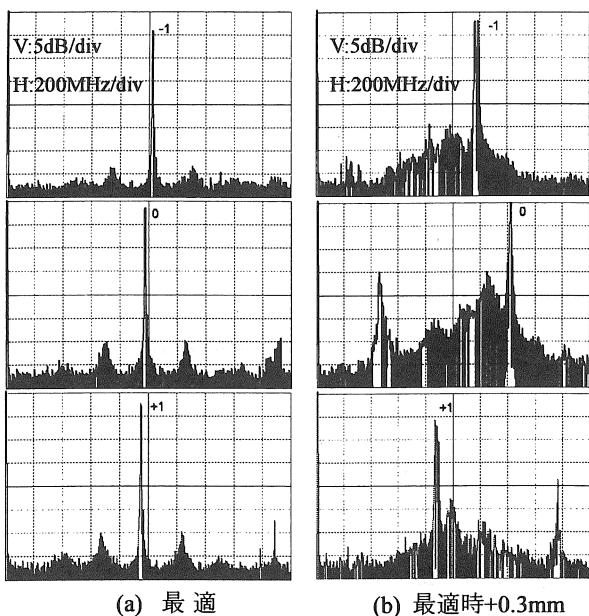 -1
V:5dB/div
H:200MHz/div
0
+1
(a) 最適
-1
V:5dB/div
H:200MHz/div
0
+1
(b) 最適時+0.3mm